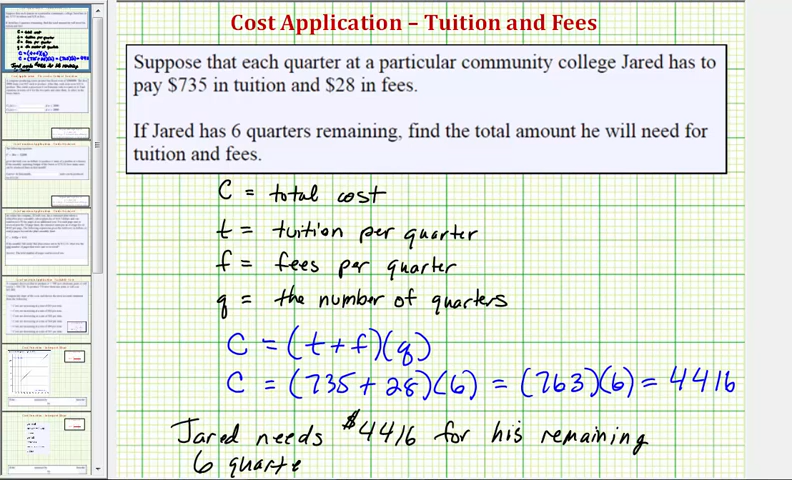 Cost Application – Tuition and Fees
Suppose that each quarter at a particular community college Jared has to
pay $735 in tuition and $28 in fees.
If Jared has 6 quarters remaining, find the total amount he will need for
tuition and fees.
C = total cost
t = tuition per quarter
f = fees per quarter
q = the number of quarters
C = (t + f)(q)
C = (735 + 28)(6) = (763)(6) = 4416
Jared needs $4416 for his remaining
6 quarte